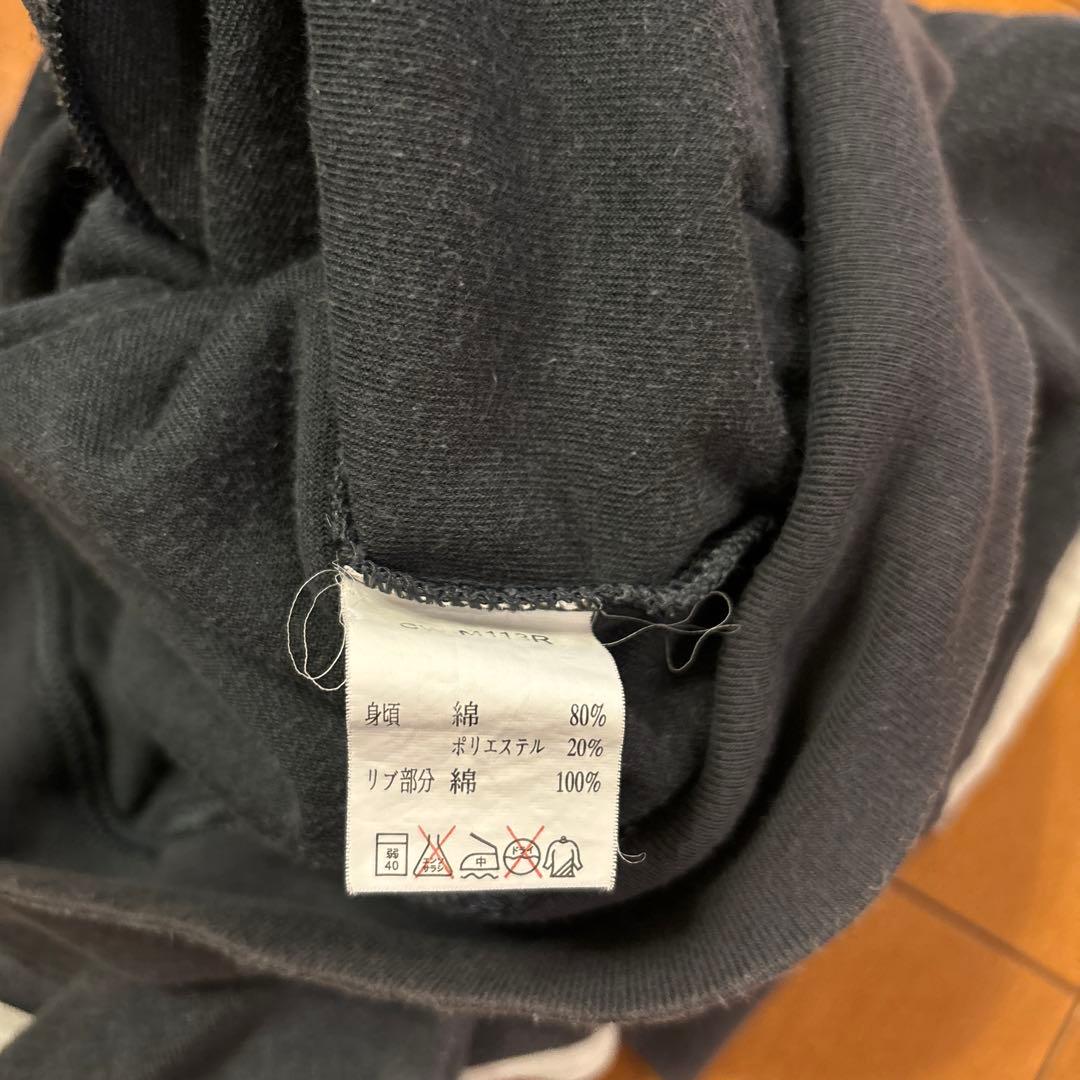 M113R
身頃 綿 80%
ポリエステル 20%
リブ部分 綿 100%
弱 40 エンソ サラシ 中 ドライ